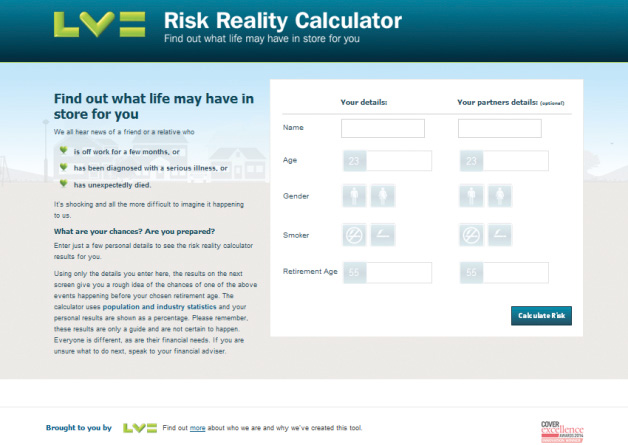 LV=
Risk Reality Calculator
Find out what life may have in store for you
Find out what life may have in
store for you
We all hear news of a friend or a relative who
is off work for a few months, or
has been diagnosed with a serious illness, or
has unexpectedly died.
It's shocking and all the more difficult to imagine it happening
to us.
What are your chances? Are you prepared?
Enter just a few personal details to see the risk reality calculator
results for you.
Using only the details you enter here, the results on the next
screen give you a rough idea of the chances of one of the above
events happening before your chosen retirement age. The
calculator uses population and industry statistics and your
personal results are shown as a percentage. Please remember,
these results are only a guide and are not certain to happen.
Everyone is different, as are their financial needs. If you are
unsure what to do next, speak to your financial adviser.
Your details: Your partners details: (optional)
Name
Age 23 23
Gender
Smoker
Retirement Age 55 55
Calculate Risk
Brought to you by LV= Find out more about who we are and why we've created this tool.
COVER
excellence
AWARDS 2014